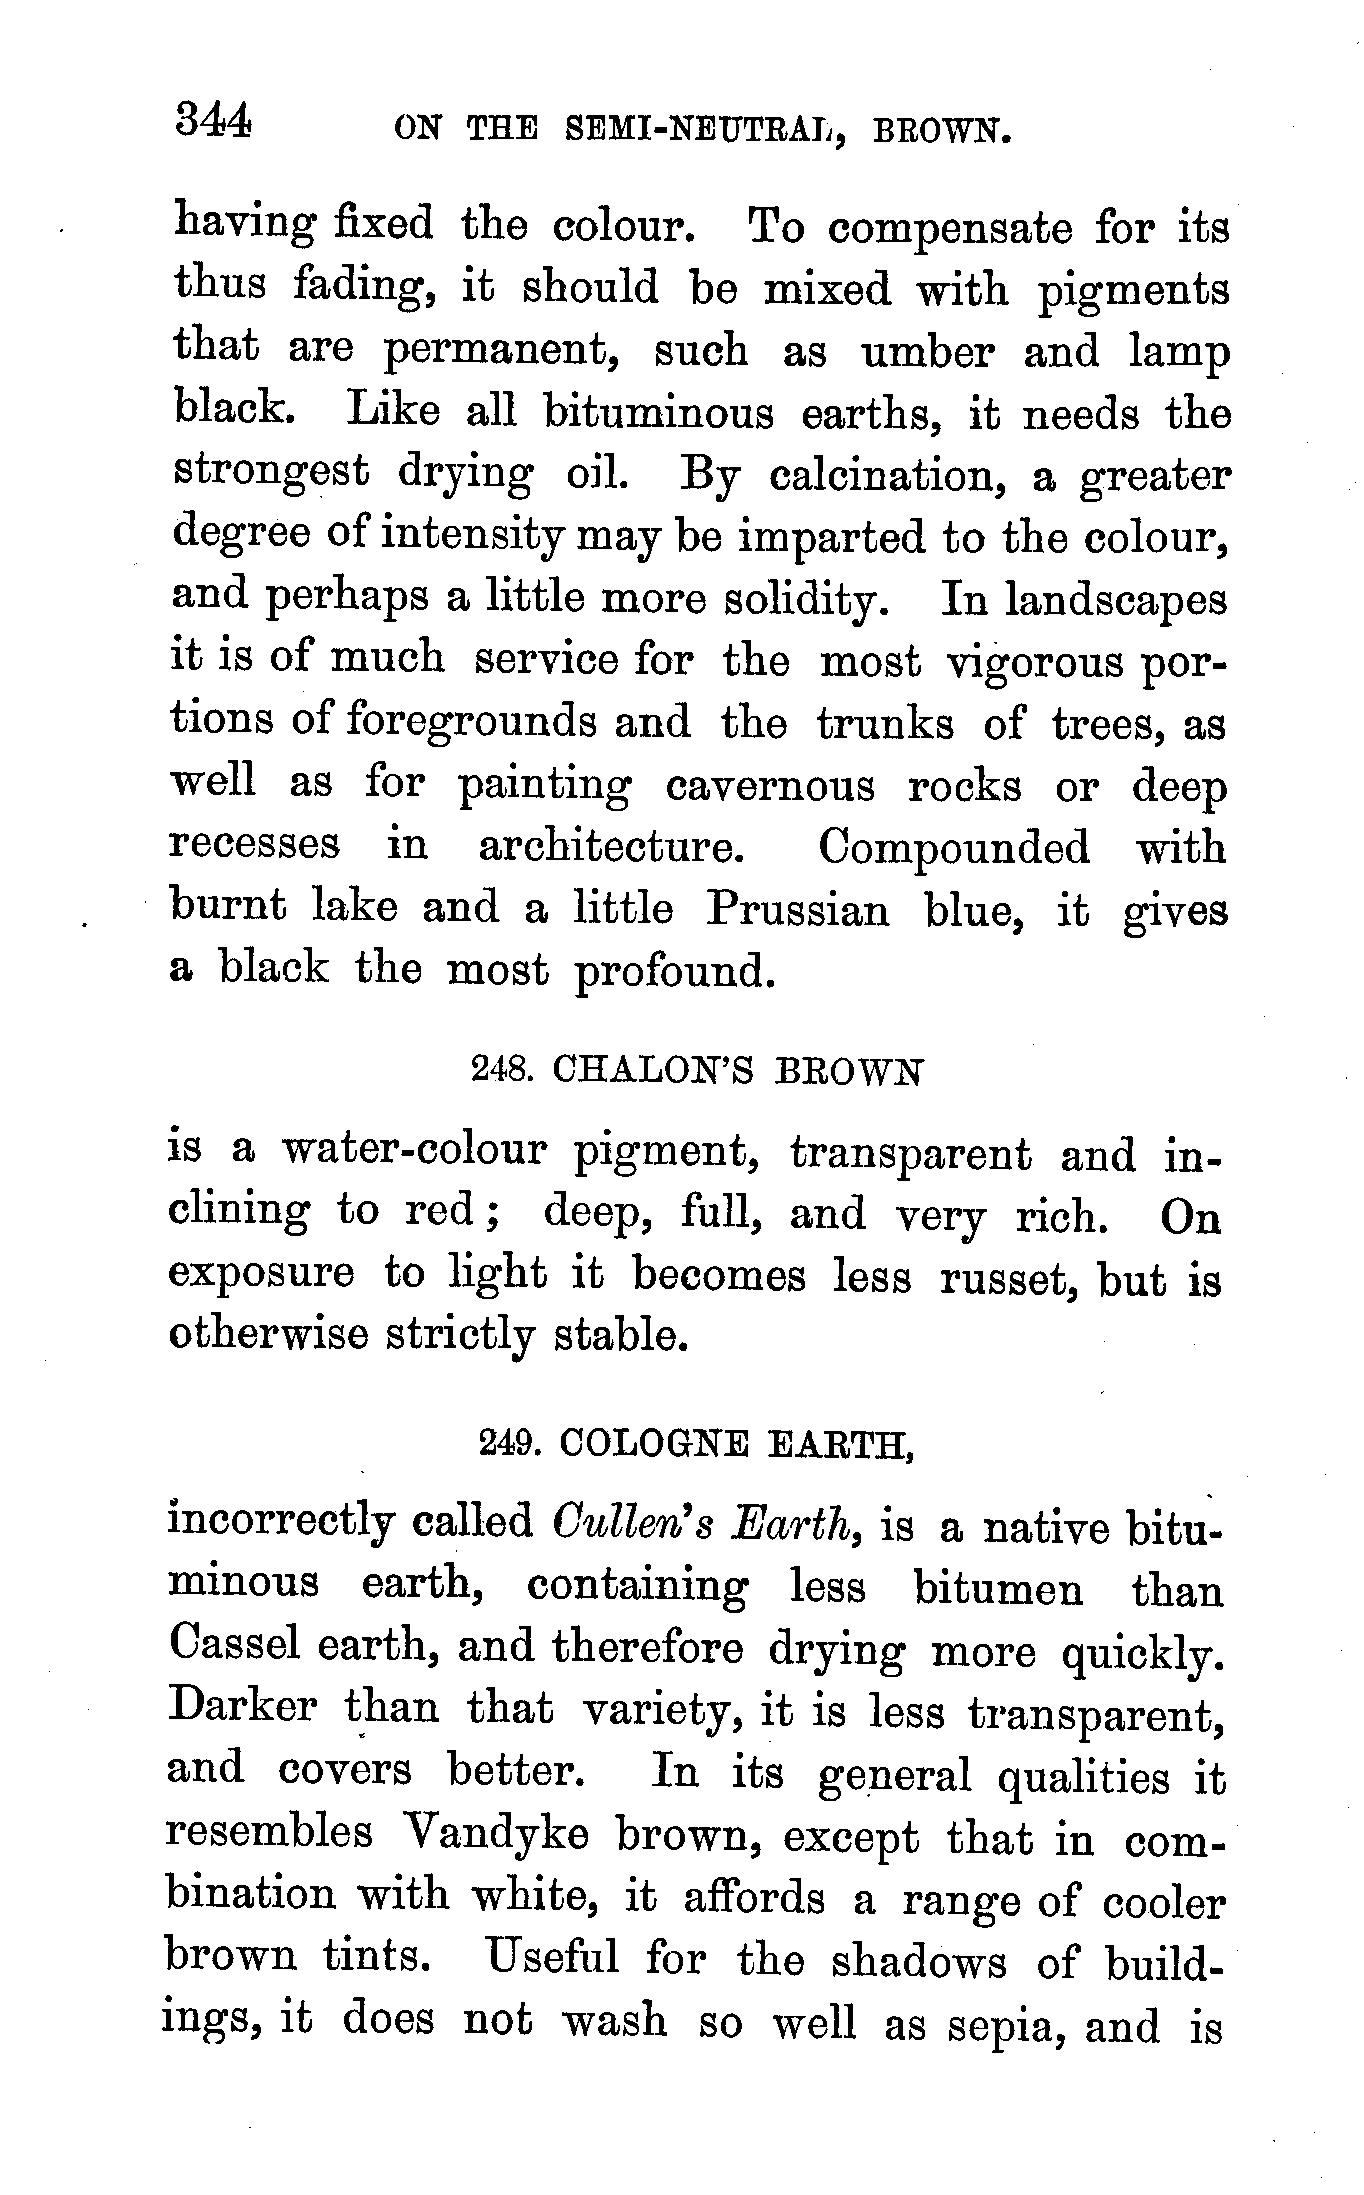 344 ON THE SEMI-NEUTRAL, BROWN.
having fixed the colour. To compensate for its
thus fading, it should be mixed with pigments
that are permanent, such as umber and lamp
black. Like all bituminous earths, it needs the
strongest drying oil. By calcination, a greater
degree of intensity may be imparted to the colour,
and perhaps a little more solidity. In landscapes
it is of much service for the most vigorous por-
tions of foregrounds and the trunks of trees, as
well as for painting cavernous rocks or deep
recesses in architecture. Compounded with
burnt lake and a little Prussian blue, it gives
a black the most profound.
248. CHALON'S BROWN
is a water-colour pigment, transparent and in-
clining to red; deep, full, and very rich. On
exposure to light it becomes less russet, but is
otherwise strictly stable.
249. COLOGNE EARTH,
incorrectly called Cullen's Earth, is a native bitu-
minous earth, containing less bitumen than
Cassel earth, and therefore drying more quickly.
Darker than that variety, it is less transparent,
and covers better. In its general qualities it
resembles Vandyke brown, except that in com-
bination with white, it affords a range of cooler
brown tints. Useful for the shadows of build-
ings, it does not wash so well as sepia, and is